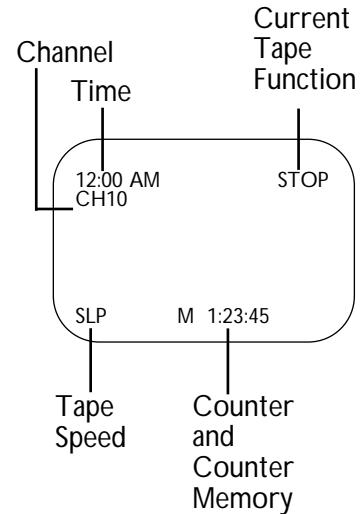 Current
Tape
Function
Channel
Time
12:00 AM
STOP
CH10
SLP
M 1:23:45
Tape
Speed
Counter
and
Counter
Memory